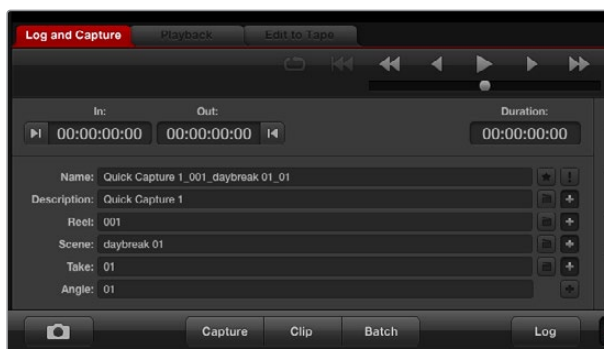 Log and Capture Playback Edit to Tape
In: Out: Duration:
00:00:00:00 00:00:00:00 00:00:00:00
Name: Quick Capture 1_001_daybreak 01_01
Description: Quick Capture 1
Reel: 001
Scene: daybreak 01
Take: 01
Angle: 01
Capture Clip Batch Log